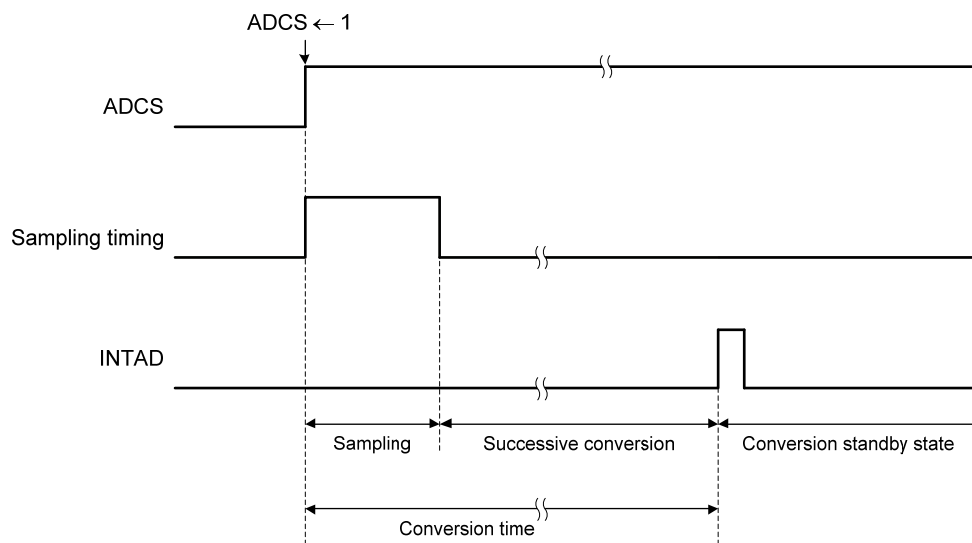 ADCS ← 1
ADCS
Sampling timing
INTAD
Sampling
Successive conversion
Conversion standby state
Conversion time